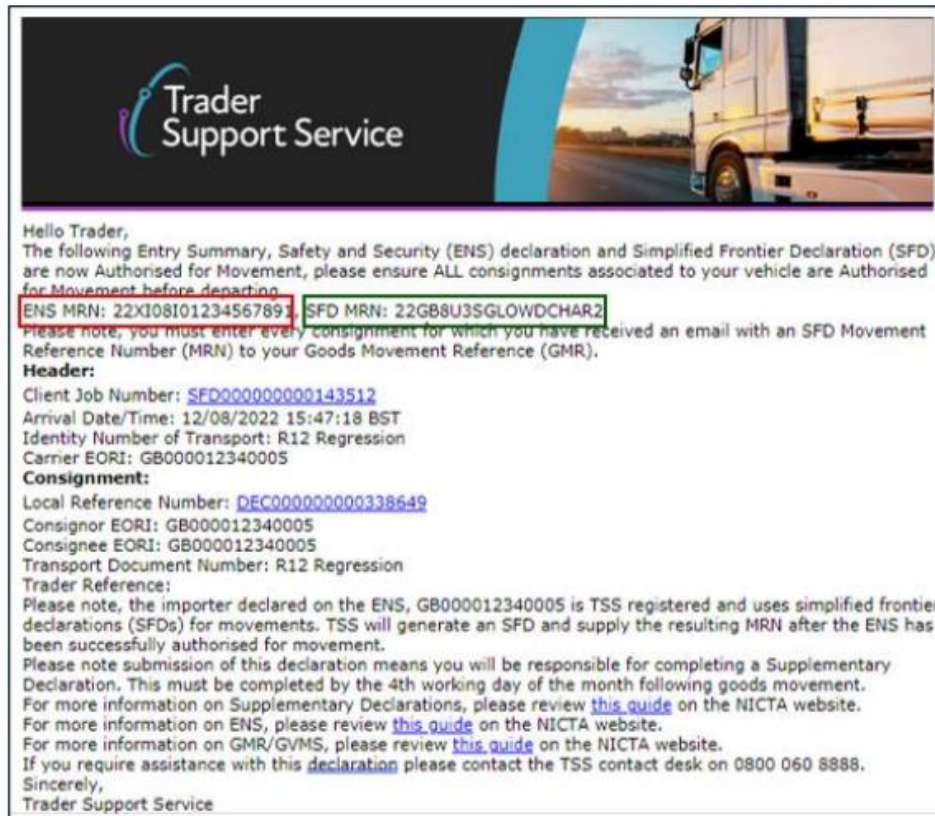 Trader
Support Service
Hello Trader,
The following Entry Summary, Safety and Security (ENS) declaration and Simplified Frontier Declaration (SFD)
are now Authorised for Movement, please ensure ALL consignments associated to your vehicle are Authorised
for Movement before departing
ENS MRN: 22XI08I01234567891, SFD MRN: 22GB8U3SGLOWDCHAR2
Please note, you must enter every consignment for which you have received an email with an SFD Movement
Reference Number (MRN) to your Goods Movement Reference (GMR).
Header:
Client Job Number: SFD000000000143512
Arrival Date/Time: 12/08/2022 15:47:18 BST
Identity Number of Transport: R12 Regression
Carrier EORI: GB000012340005
Consignment:
Local Reference Number: DEC000000000338649
Consignor EORI: GB000012340005
Consignee EORI: GB000012340005
Transport Document Number: R12 Regression
Trader Reference:
Please note, the importer declared on the ENS, GB000012340005 is TSS registered and uses simplified frontier
declarations (SFDs) for movements. TSS will generate an SFD and supply the resulting MRN after the ENS has
been successfully authorised for movement.
Please note submission of this declaration means you will be responsible for completing a Supplementary
Declaration. This must be completed by the 4th working day of the month following goods movement.
For more information on Supplementary Declarations, please review this guide on the NICTA website.
For more information on ENS, please review this guide on the NICTA website.
For more information on GMR/GVMS, please review this guide on the NICTA website.
If you require assistance with this declaration please contact the TSS contact desk on 0800 060 8888.
Sincerely,
Trader Support Service